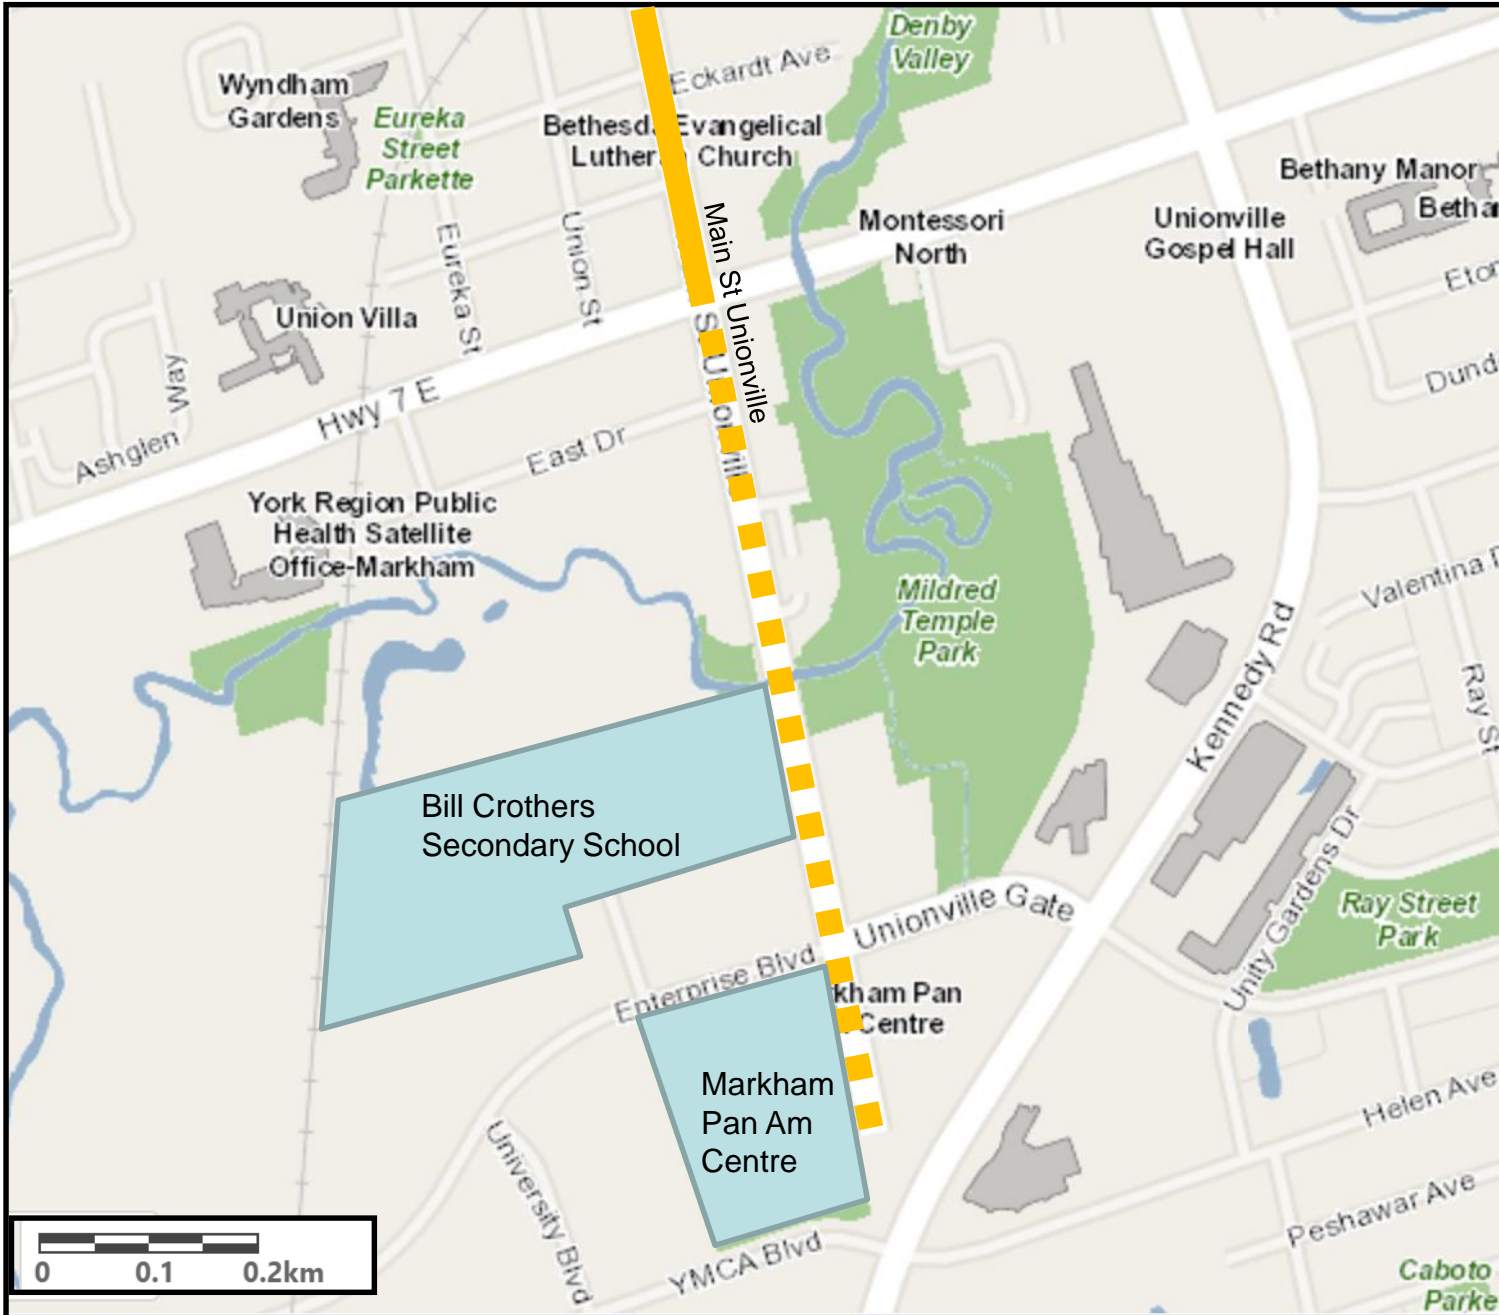 Denby
Valley
Eckardt Ave
Wyndham
Gardens
Eureka
Street
Parkette
Bethesda Evangelical
Lutheran Church
Bethany Manor
Montessori
North
Unionville
Gospel Hall
Main St Unionville
Eureka St
Union St
Union Villa
Way
Hwy 7 E
East Dr
Ashglen
York Region Public
Health Satellite
Office-Markham
Mildred
Temple
Park
Valentina
Kennedy Rd
Ray St
Bill Crothers
Secondary School
Unity Gardens Dr
Unionville Gate
Ray Street
Park
Enterprise Blvd
kham Pan
Centre
Markham
Pan Am
Centre
Helen Ave
University Blvd
Peshawar Ave
YMCA Blvd
0 0.1 0.2km
Caboto